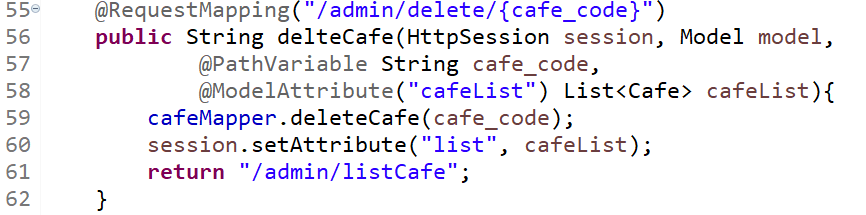 55 @RequestMapping("/admin/delete/{cafe_code}")
56 public String delteCafe(HttpSession session, Model model,
57 @PathVariable String cafe_code,
58 @ModelAttribute("cafeList") List<Cafe> cafeList){
59 cafeMapper.deleteCafe(cafe_code);
60 session.setAttribute("list", cafeList);
61 return "/admin/listCafe";
62 }